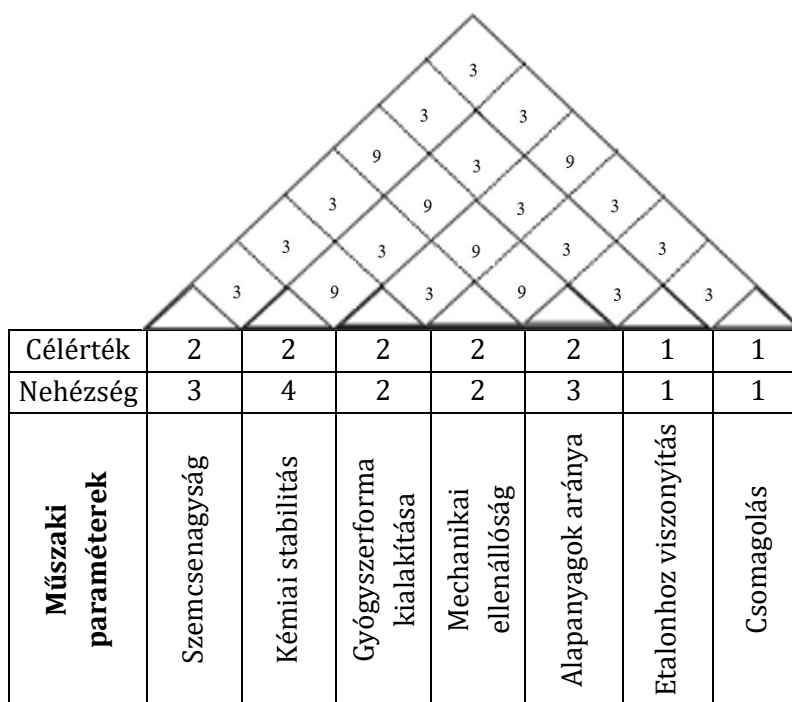 3
3 3
9 3 9
3 9 3 3
3 3 9 3 3
3 9 3 9 3 3
Célérték 2 2 2 2 2 1 1
Nehézség 3 4 2 2 3 1 1
Műszaki
paraméterek
Szemcsenagyság
Kémiai stabilitás
Gyógyszerforma
kialakítása
Mechanikai
ellenállóság
Alapanyagok aránya
Etalonhoz viszonyítás
Csomagolás